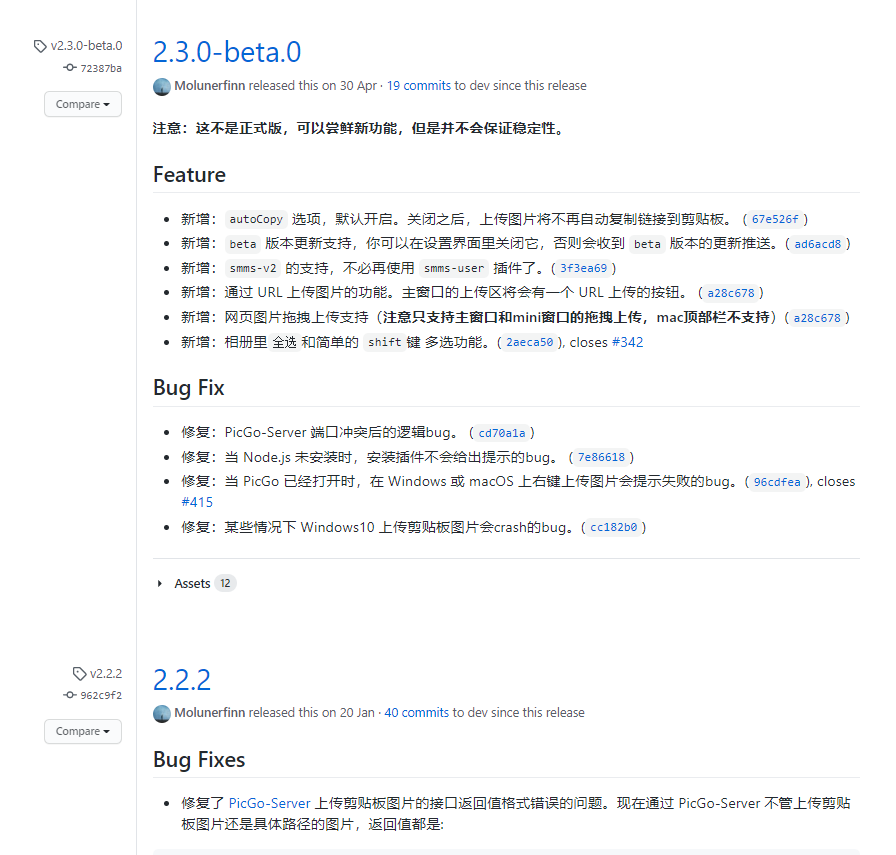 v2.3.0-beta.0
72387ba
Compare
2.3.0-beta.0
Molunerfinn released this on 30 Apr · 19 commits to dev since this release
注意：这不是正式版，可以尝鲜新功能，但是并不会保证稳定性。
Feature
新增： autoCopy 选项，默认开启。关闭之后，上传图片将不再自动复制链接到剪贴板。 ( 67e526f )
新增： beta 版本更新支持，你可以在设置界面里关闭它，否则会收到 beta 版本的更新推送。( ad6acd8 )
新增： smms-v2 的支持，不必再使用 smms-user 插件了。( 3f3ea69 )
新增：通过 URL 上传图片的功能。主窗口的上传区将会有一个 URL 上传的按钮。 ( a28c678 )
新增：网页图片拖拽上传支持（注意只支持主窗口和mini窗口的拖拽上传，mac顶部栏不支持）( a28c678 )
新增：相册里 全选 和简单的 shift 键 多选功能。( 2aeca50 ), closes #342
Bug Fix
修复：PicGo-Server 端口冲突后的逻辑bug。 ( cd70a1a )
修复：当 Node.js 未安装时，安装插件不会给出提示的bug。 ( 7e86618 )
修复：当 PicGo 已经打开时，在 Windows 或 macOS 上右键上传图片会提示失败的bug。( 96cdfea ), closes
#415
修复：某些情况下 Windows10 上传剪贴板图片会crash的bug。( cc182b0 )
Assets 12
v2.2.2
962c9f2
Compare
2.2.2
Molunerfinn released this on 20 Jan · 40 commits to dev since this release
Bug Fixes
修复了 PicGo-Server 上传剪贴板图片的接口返回值格式错误的问题。现在通过 PicGo-Server 不管上传剪贴
板图片还是具体路径的图片，返回值都是: